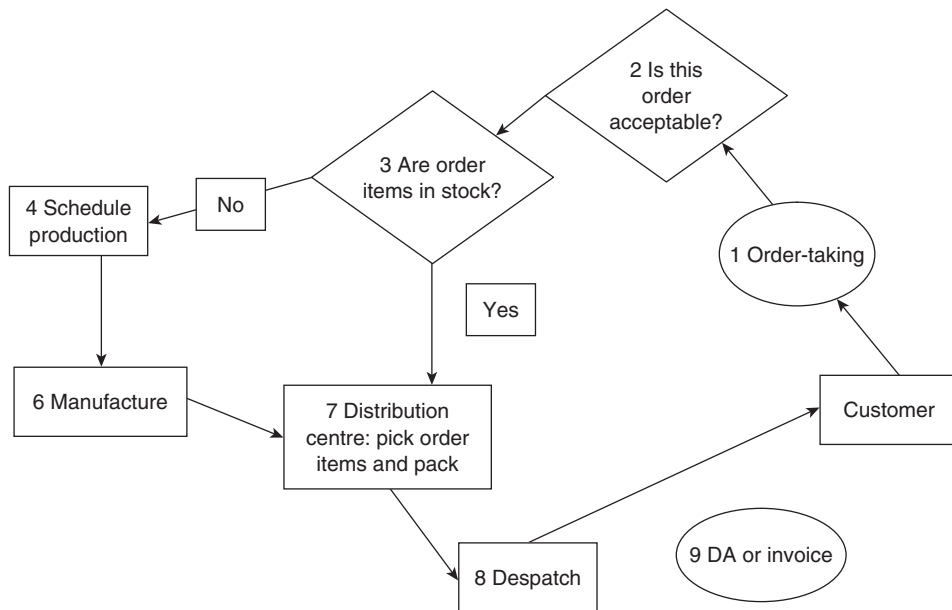 2 Is this
order
acceptable?
3 Are order
items in stock?
No
4 Schedule
production
1 Order-taking
Yes
6 Manufacture
7 Distribution
centre: pick order
items and pack
Customer
8 Despatch
9 DA or invoice